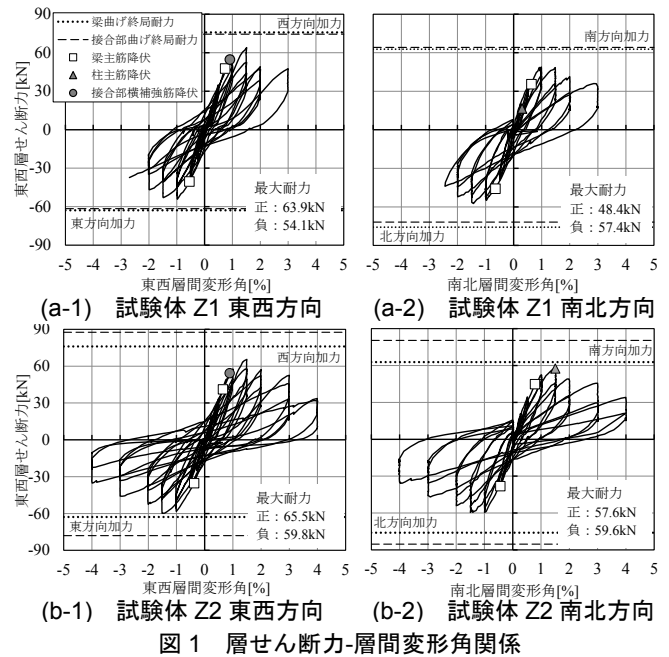 90
60
30
0
-30
-60
-90
東西層せん断力[kN]
梁曲げ終局耐力
接合部曲げ終局耐力
梁主筋降伏
柱主筋降伏
接合部横補強筋降伏
西方向加力
東方向加力
最大耐力
正：63.9kN
負：54.1kN
-5 -4 -3 -2 -1 0 1 2 3 4 5
東西層間変形角[%]
(a-1) 試験体 Z1 東西方向
南方向加力
北方向加力
最大耐力
正：48.4kN
負：57.4kN
-5 -4 -3 -2 -1 0 1 2 3 4 5
南北層間変形角[%]
(a-2) 試験体 Z1 南北方向
90
60
30
0
-30
-60
-90
東西層せん断力[kN]
西方向加力
東方向加力
最大耐力
正：65.5kN
負：59.8kN
-5 -4 -3 -2 -1 0 1 2 3 4 5
東西層間変形角[%]
(b-1) 試験体 Z2 東西方向
南方向加力
北方向加力
最大耐力
正：57.6kN
負：59.6kN
-5 -4 -3 -2 -1 0 1 2 3 4 5
南北層間変形角[%]
(b-2) 試験体 Z2 南北方向
図 1 層せん断力-層間変形角関係